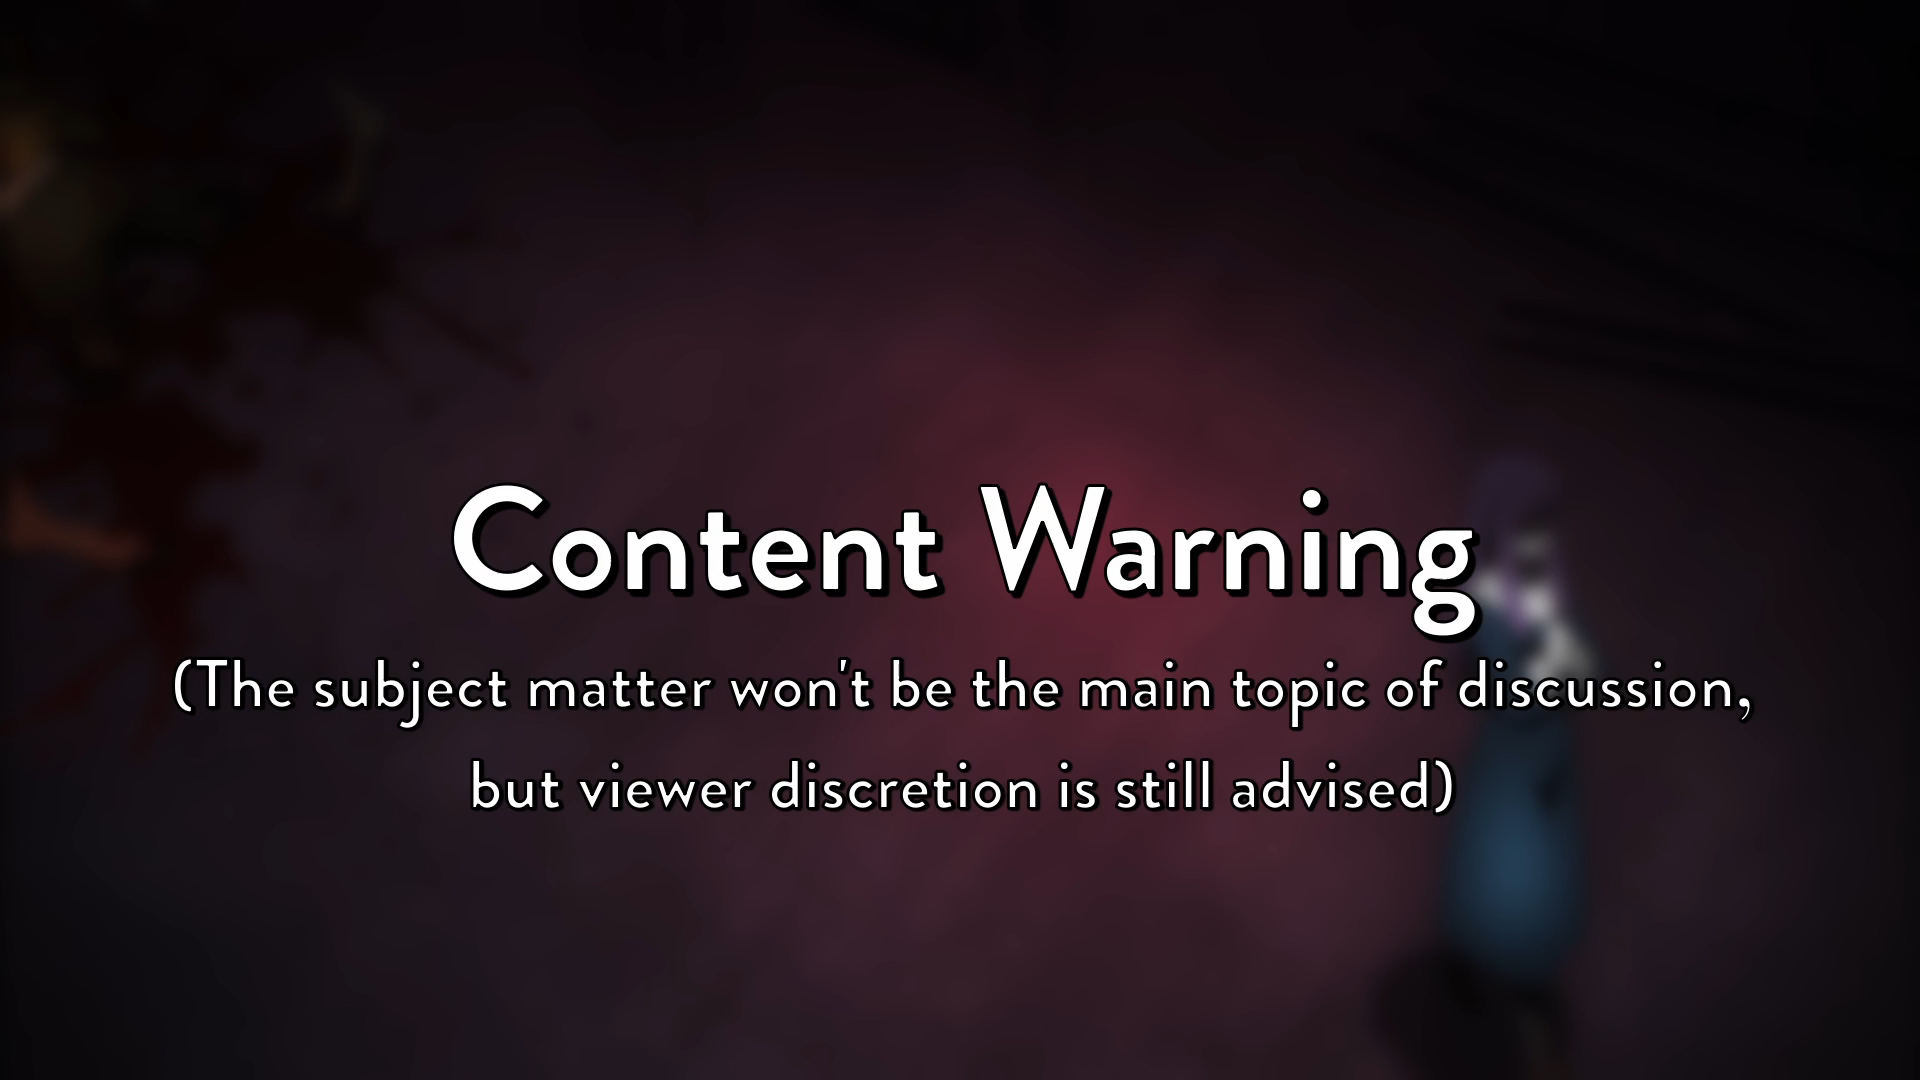 Content Warning
(The subject matter won't be the main topic of discussion,
but viewer discretion is still advised)